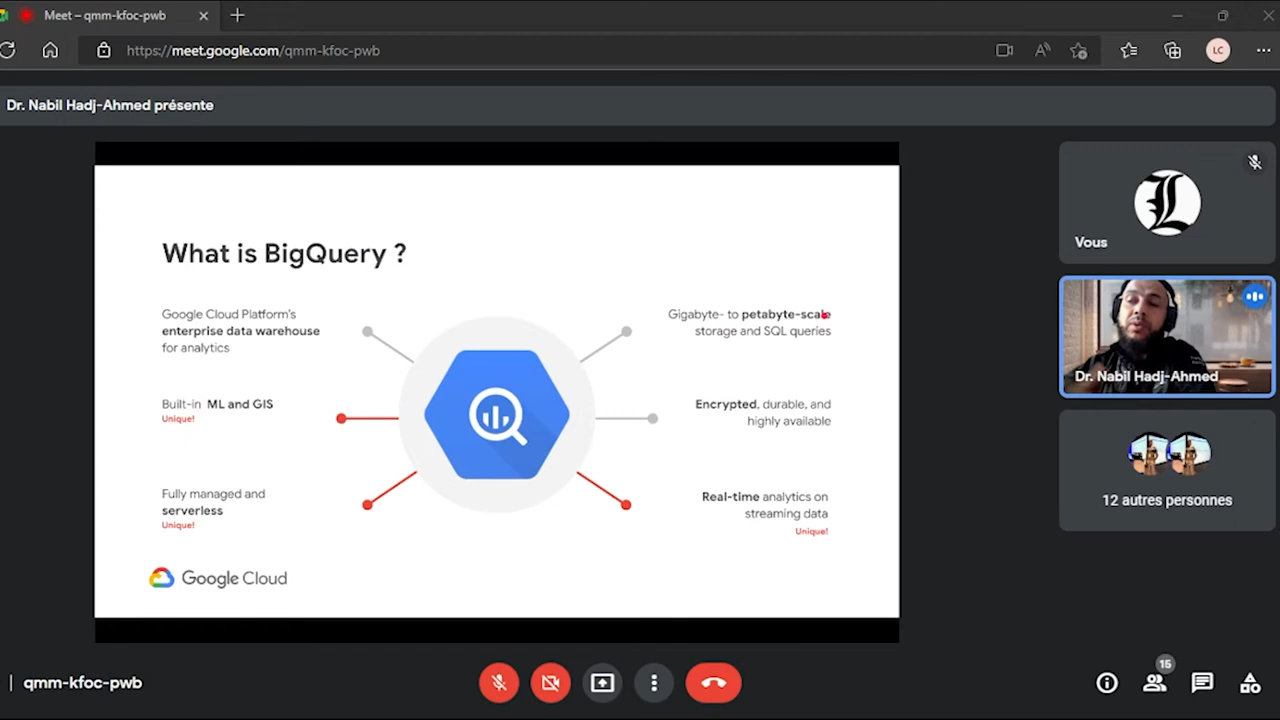 Meet – qmm-kfoc-pwb
https://meet.google.com/qmm-kfoc-pwb
LC
Dr. Nabil Hadj-Ahmed présente
What is BigQuery ?
Google Cloud Platform's
enterprise data warehouse
for analytics
Built-in ML and GIS
Unique!
Fully managed and
serverless
Unique!
Gigabyte- to petabyte-scale
storage and SQL queries
Encrypted, durable, and
highly available
Real-time analytics on
streaming data
Unique!
Google Cloud
L
Vous
Dr. Nabil Hadj-Ahmed
12 autres personnes
qmm-kfoc-pwb
15